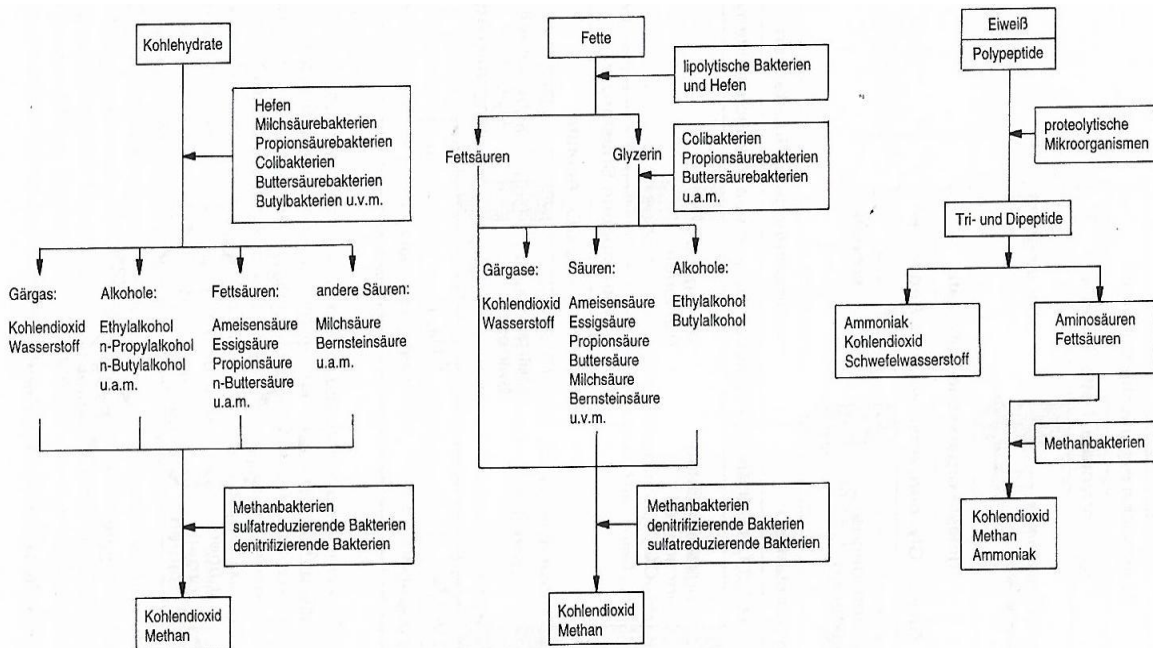 Kohlehydrate
Hefen
Milchsäurebakterien
Propionsäurebakterien
Colibakterien
Buttersäurebakterien
Butylbakterien u.v.m.
Gärgas:
Kohlendioxid
Wasserstoff
Alkohole:
Ethylalkohol
n-Propylalkohol
n-Butylalkohol
u.a.m.
Fettsäuren:
Ameisensäure
Essigsäure
Propionsäure
n-Buttersäure
u.a.m.
andere Säuren:
Milchsäure
Bernsteinsäure
u.a.m.
Methanbakterien
sulfatreduzierende Bakterien
denitrifizierende Bakterien
Kohlendioxid
Methan
Fette
lipolytische Bakterien
und Hefen
Fettsäuren
Glyzerin
Colibakterien
Propionsäurebakterien
Buttersäurebakterien
u.a.m.
Gärgase:
Kohlendioxid
Wasserstoff
Säuren:
Ameisensäure
Essigsäure
Propionsäure
Buttersäure
Milchsäure
Bernsteinsäure
u.v.m.
Alkohole:
Ethylalkohol
Butylalkohol
Methanbakterien
denitrifizierende Bakterien
sulfatreduzierende Bakterien
Kohlendioxid
Methan
Eiweiß
Polypeptide
proteolytische
Mikroorganismen
Tri- und Dipeptide
Ammoniak
Kohlendioxid
Schwefelwasserstoff
Aminosäuren
Fettsäuren
Methanbakterien
Kohlendioxid
Methan
Ammoniak